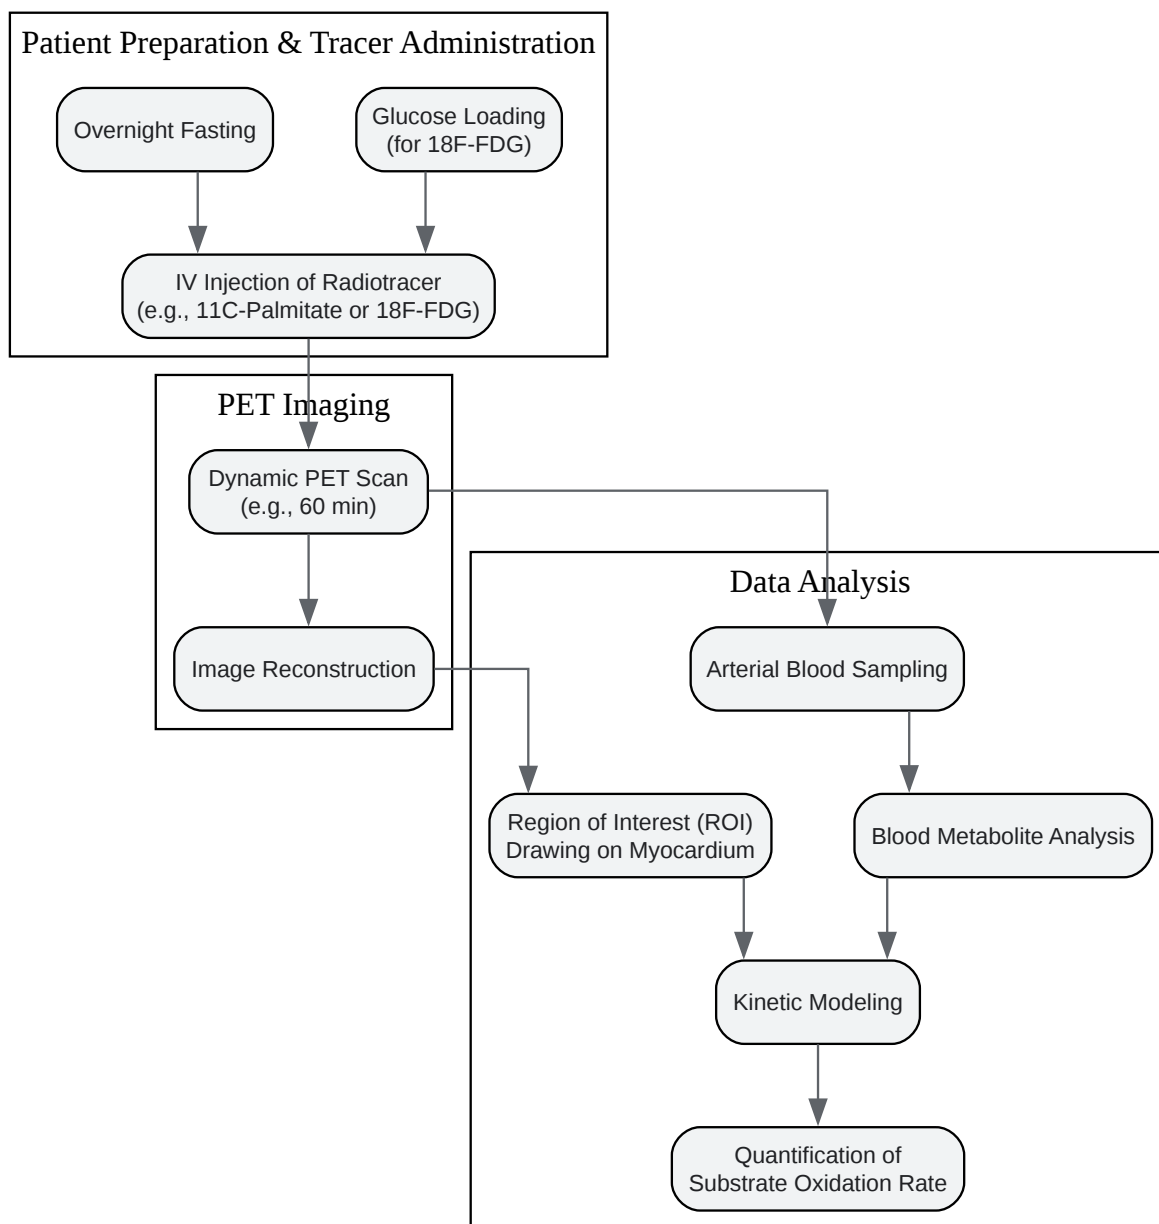 Patient Preparation & Tracer Administration
Overnight Fasting
Glucose Loading
(for 18F-FDG)
IV Injection of Radiotracer
(e.g., 11C-Palmitate or 18F-FDG)
PET Imaging
Dynamic PET Scan
(e.g., 60 min)
Image Reconstruction
Data Analysis
Arterial Blood Sampling
Region of Interest (ROI)
Drawing on Myocardium
Blood Metabolite Analysis
Kinetic Modeling
Quantification of
Substrate Oxidation Rate